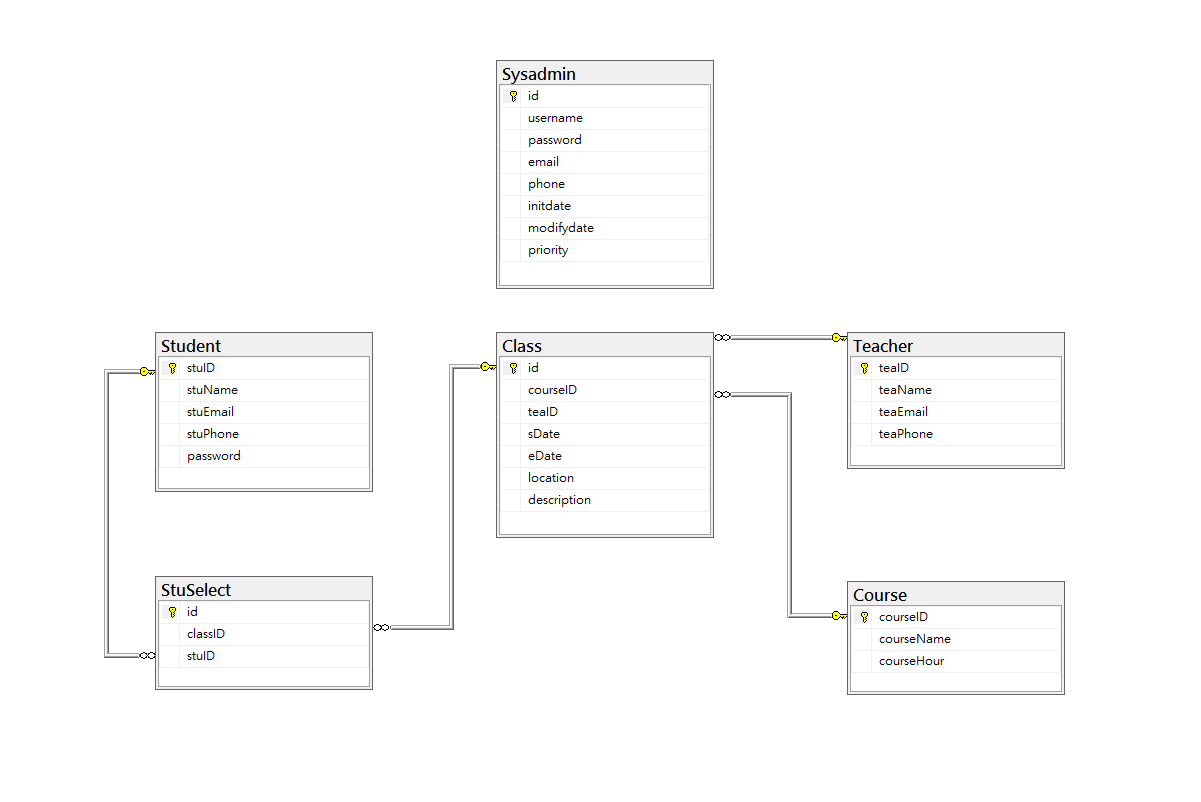 Sysadmin
id
username
password
email
phone
initdate
modifydate
priority
Student
stuID
stuName
stuEmail
stuPhone
password
Class
id
courseID
teaID
sDate
eDate
location
description
Teacher
teaID
teaName
teaEmail
teaPhone
StuSelect
id
classID
stuID
Course
courseID
courseName
courseHour